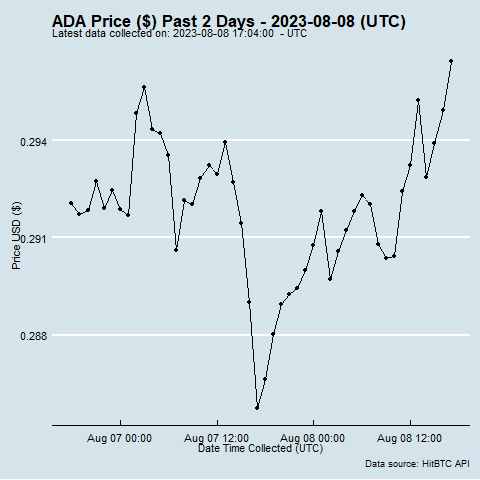 ADA Price ($) Past 2 Days - 2023-08-08 (UTC)
Latest data collected on: 2023-08-08 17:04:00 - UTC
0.294
0.291
0.288
Price USD ($)
Aug 07 00:00 Aug 07 12:00 Aug 08 00:00 Aug 08 12:00
Date Time Collected (UTC)
Data source: HitBTC API